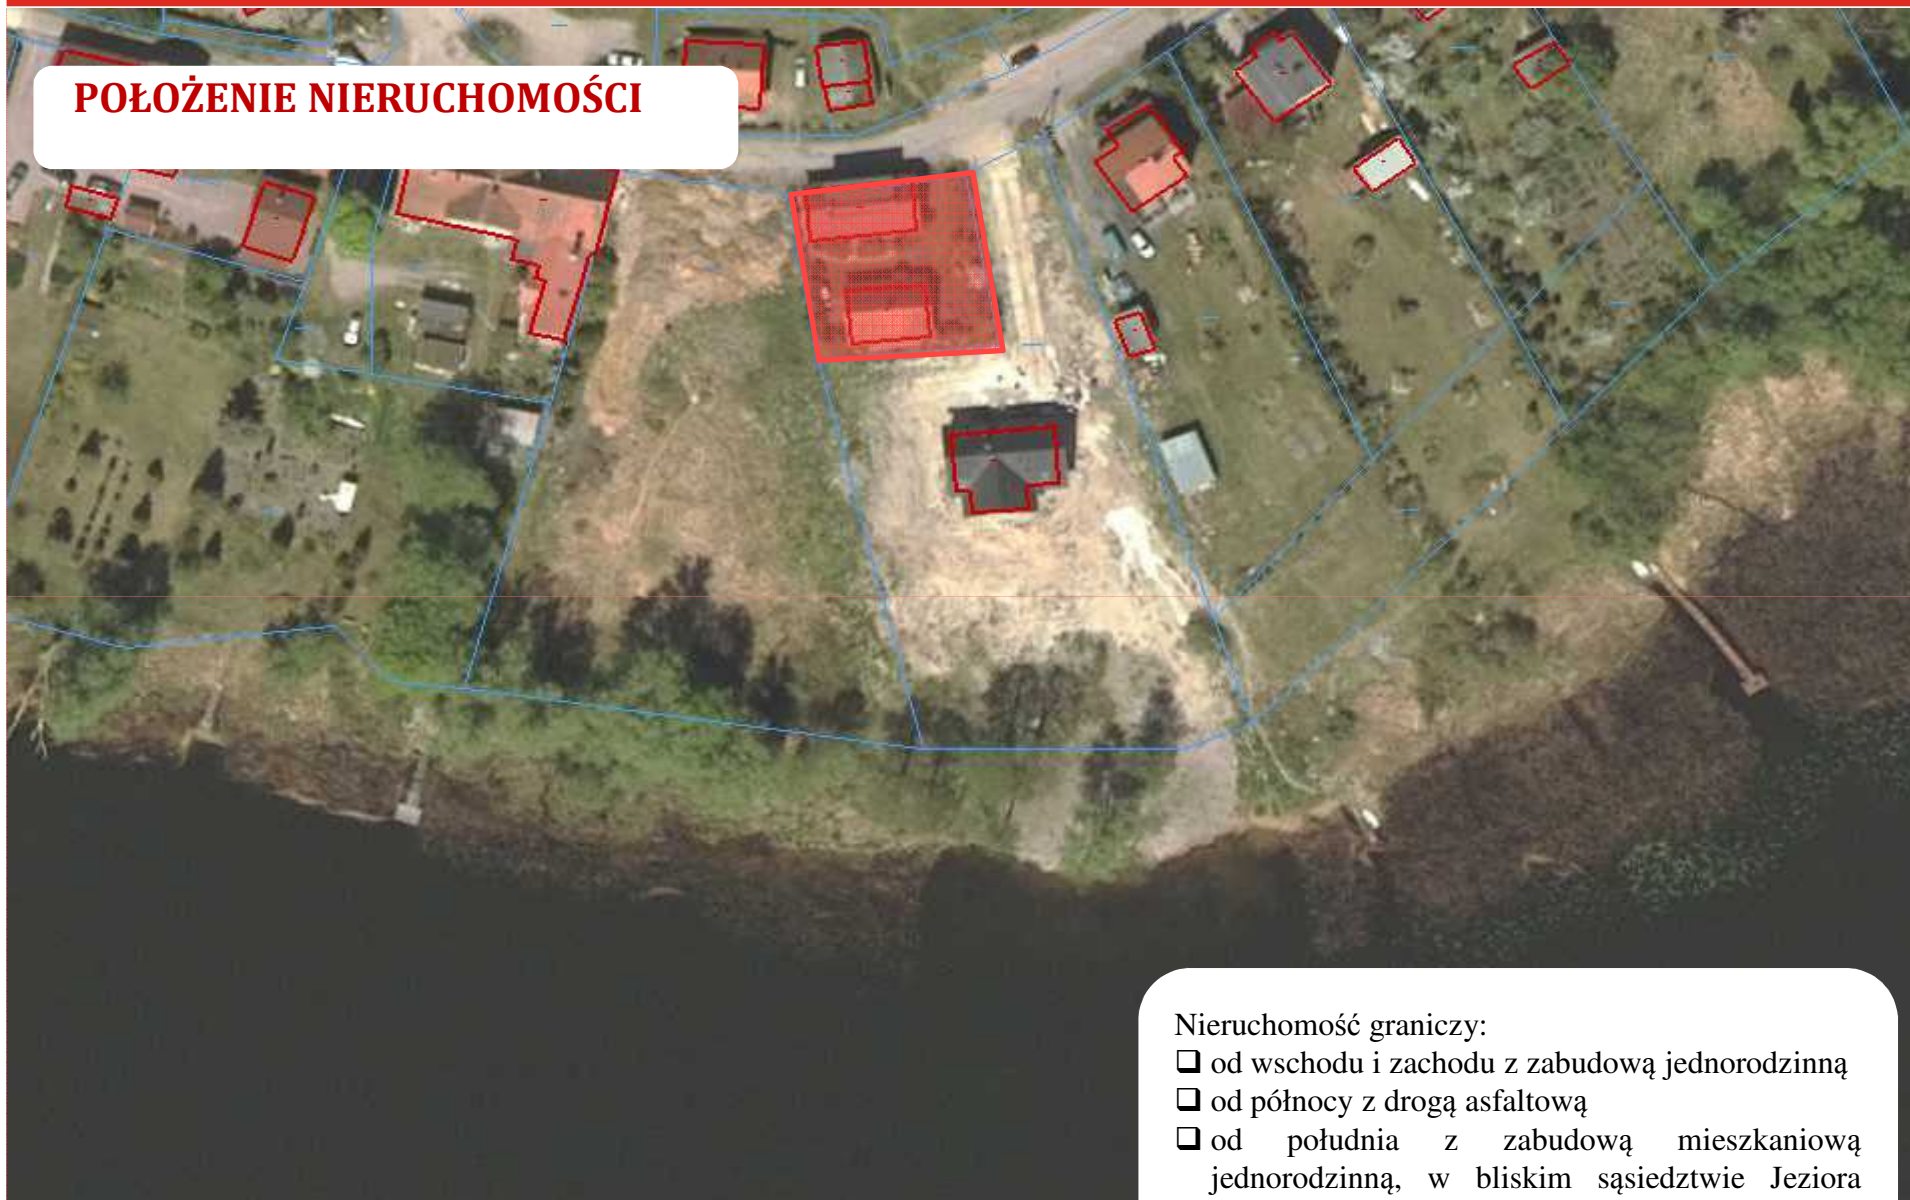 POŁOŻENIE NIERUCHOMOŚCI
Nieruchomość graniczy:
❑ od wschodu i zachodu z zabudową jednorodzinną
❑ od północy z drogą asfaltową
❑ od południa z zabudową mieszkaniową
jednorodzinną, w bliskim sąsiedztwie Jeziora